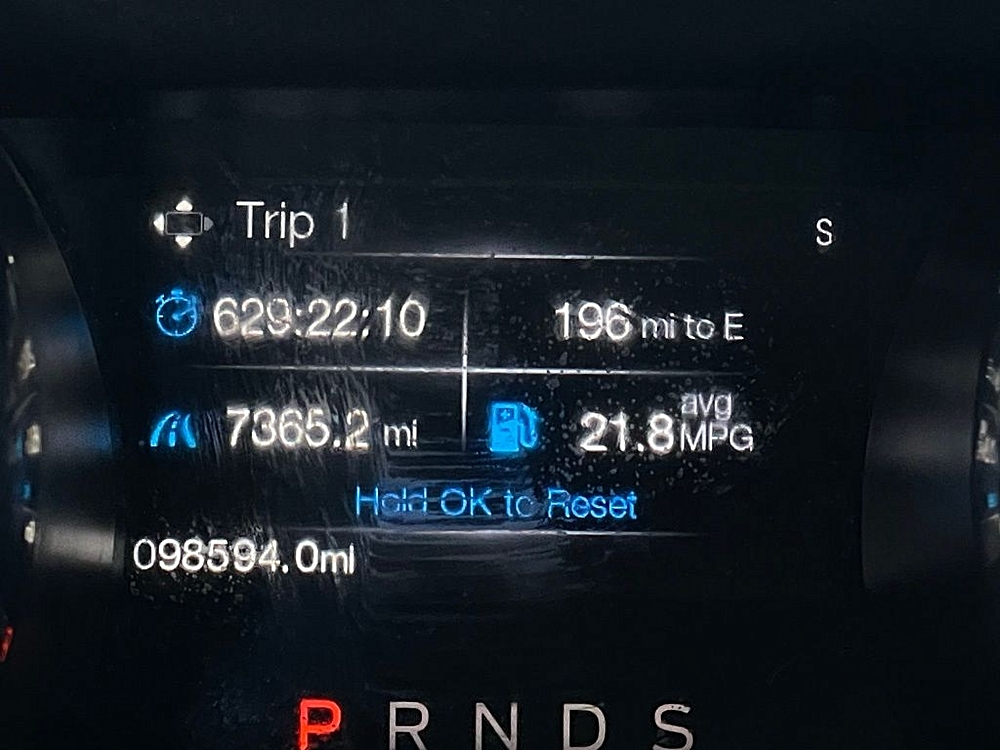 Trip 1
S
629:22:10
196 mi to E
7365.2 mi
21.8 avg MPG
Hold OK to Reset
098594.0mi
P R N D S